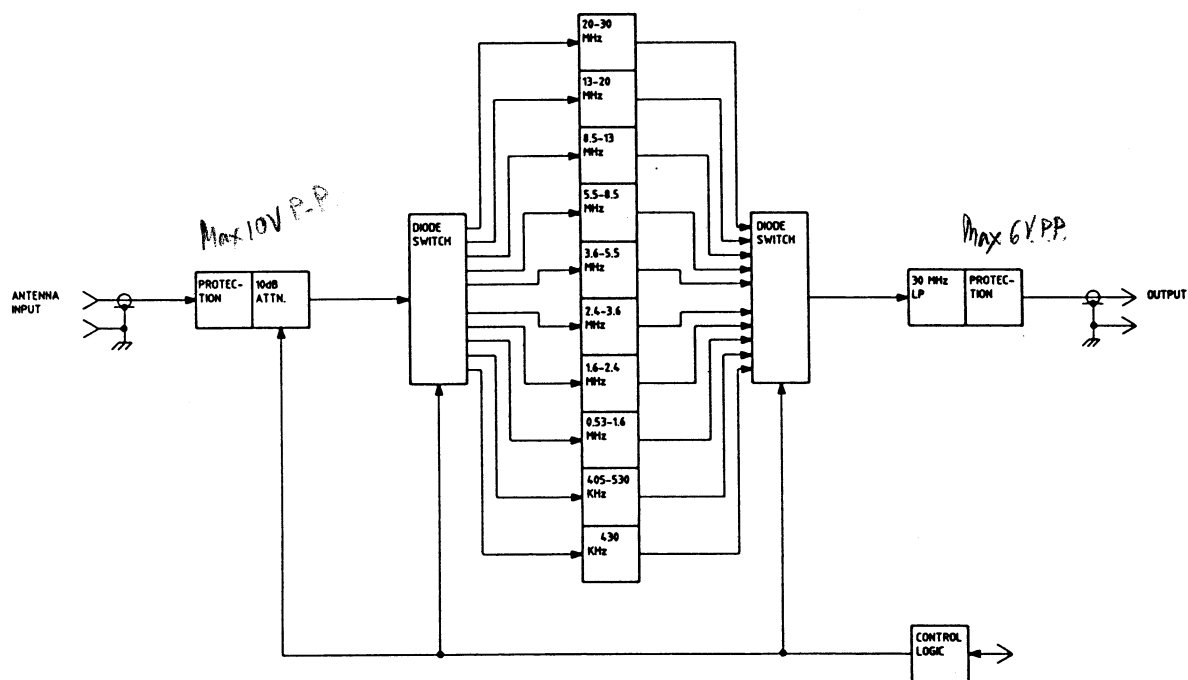 20-30
MHz
13-20
MHz
8.5-13
MHz
5.5-8.5
MHz
3.6-5.5
MHz
2.4-3.6
MHz
1.6-2.4
MHz
0.53-1.6
MHz
405-530
KHz
430
KHz
Max 10V P-P.
Max 6V.P.P.
ANTENNA
INPUT
PROTEC-
TION
10dB
ATTN.
DIODE
SWITCH
DIODE
SWITCH
30 MHz
LP
PROTEC-
TION
OUTPUT
CONTROL
LOGIC